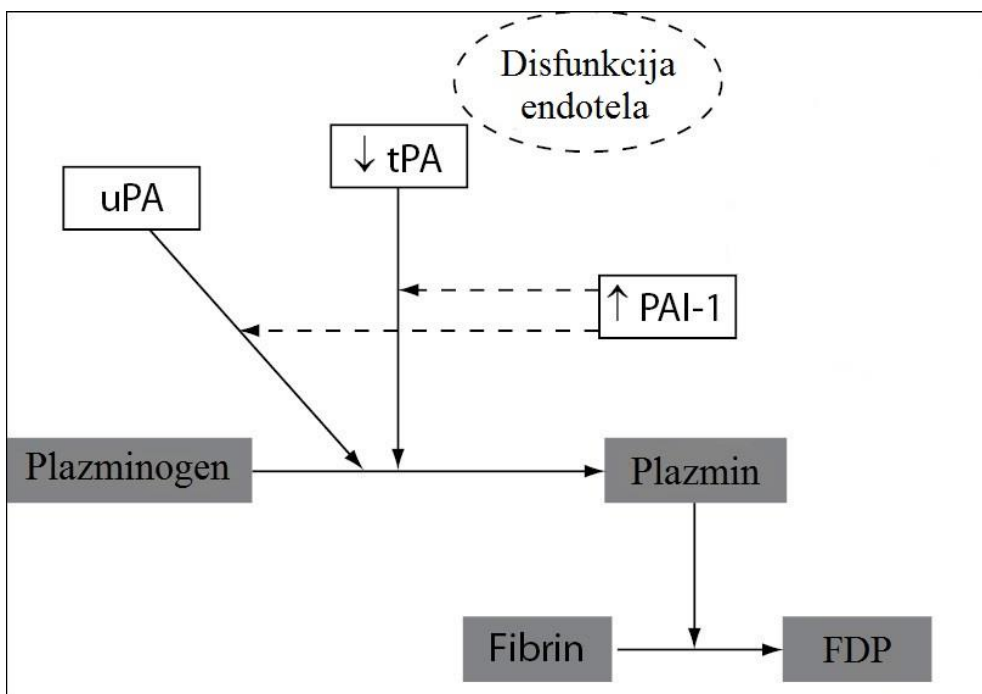 Disfunkcija
endotela
↓ tPA
uPA
↑ PAI-1
Plazminogen
Plazmin
Fibrin
FDP